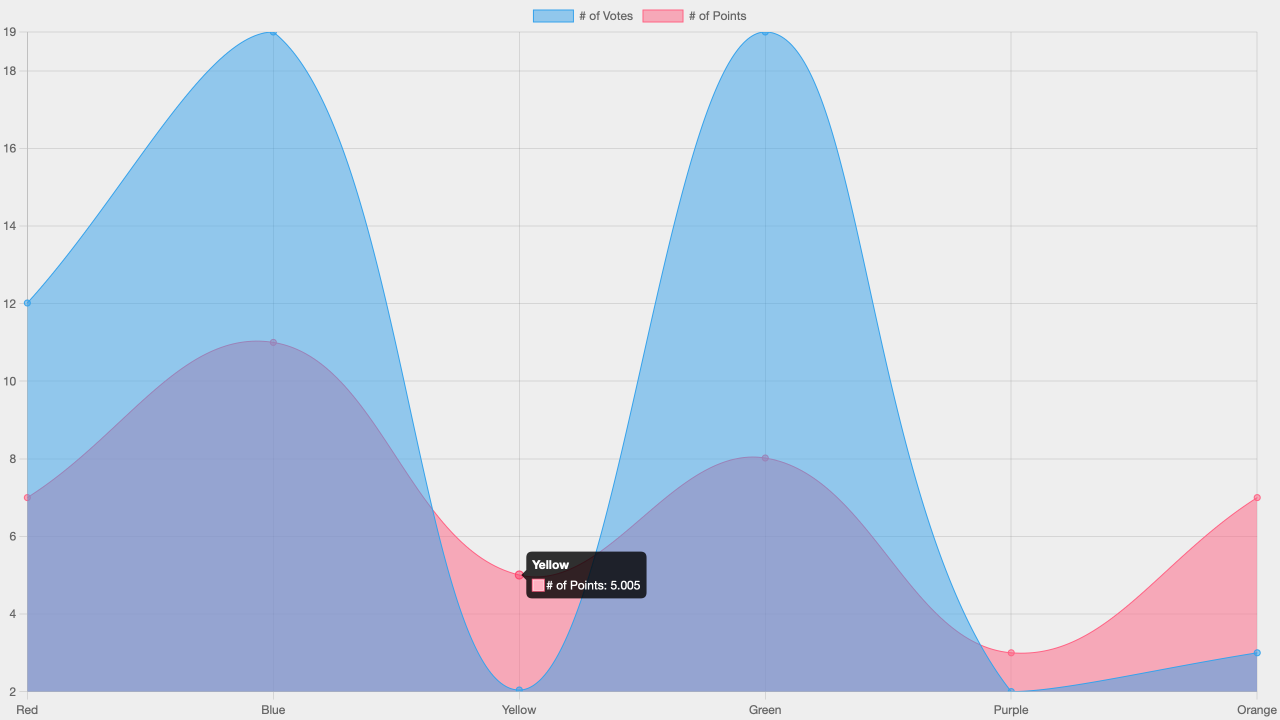 # of Votes # of Points
19
18
16
14
12
10
8
6
Yellow
# of Points: 5.005
4
2
Red Blue Yellow Green Purple Orange